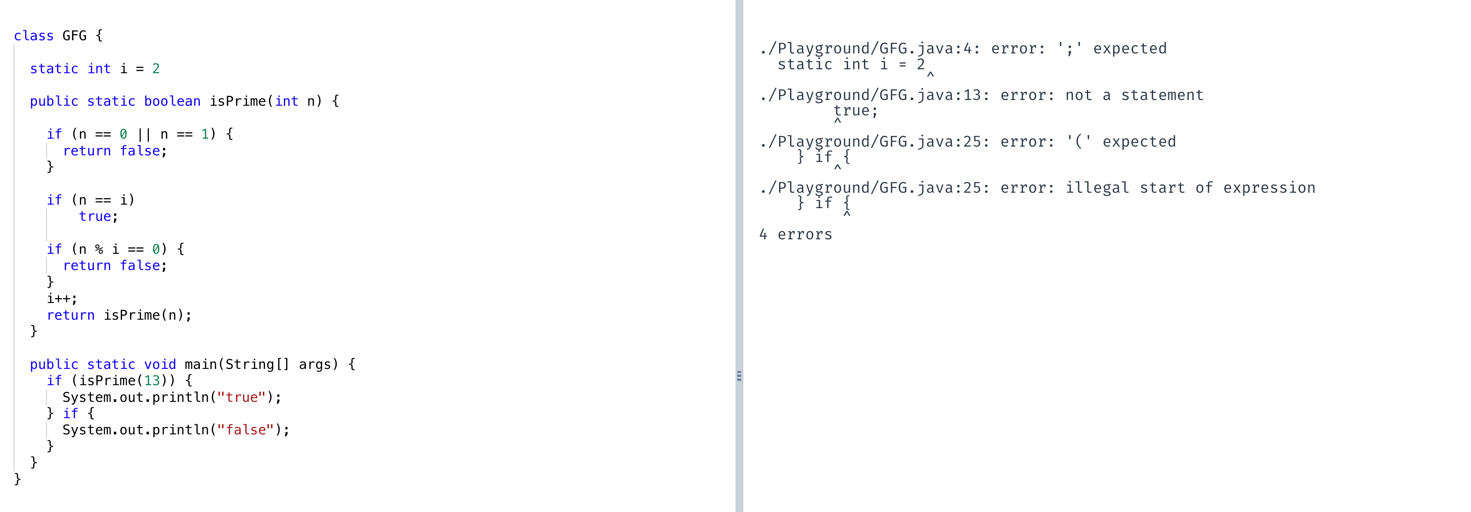 class GFG {
static int i = 2
public static boolean isPrime(int n) {
if (n == 0 || n == 1) {
return false;
}
if (n == i)
true;
if (n % i == 0) {
return false;
}
i++;
return isPrime(n);
}
public static void main(String[] args) {
if (isPrime(13)) {
System.out.println("true");
} if {
System.out.println("false");
}
}
}
./Playground/GFG.java:4: error: ';' expected
static int i = 2
^
./Playground/GFG.java:13: error: not a statement
true;
^
./Playground/GFG.java:25: error: '(' expected
} if {
^
./Playground/GFG.java:25: error: illegal start of expression
} if {
^
4 errors